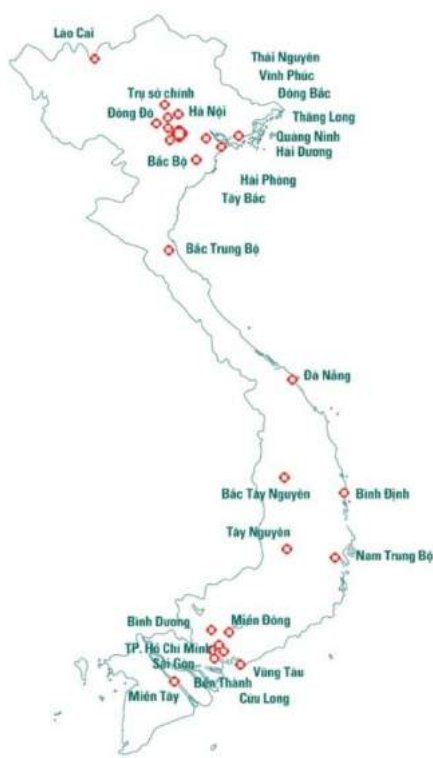 Lào Cai
Thái Nguyên
Vĩnh Phúc
Trụ sở chính
Đông Bắc
Đông Đô
Hà Nội
Thăng Long
Quảng Ninh
Hải Dương
Bắc Bộ
Hải Phòng
Tây Bắc
Bắc Trung Bộ
Đà Nẵng
Bắc Tây Nguyên
Bình Định
Tây Nguyên
Nam Trung Bộ
Bình Dương
Miền Đông
TP. Hồ Chí Minh
Sài Gòn
Vũng Tàu
Bến Thành
Miền Tây
Cửu Long